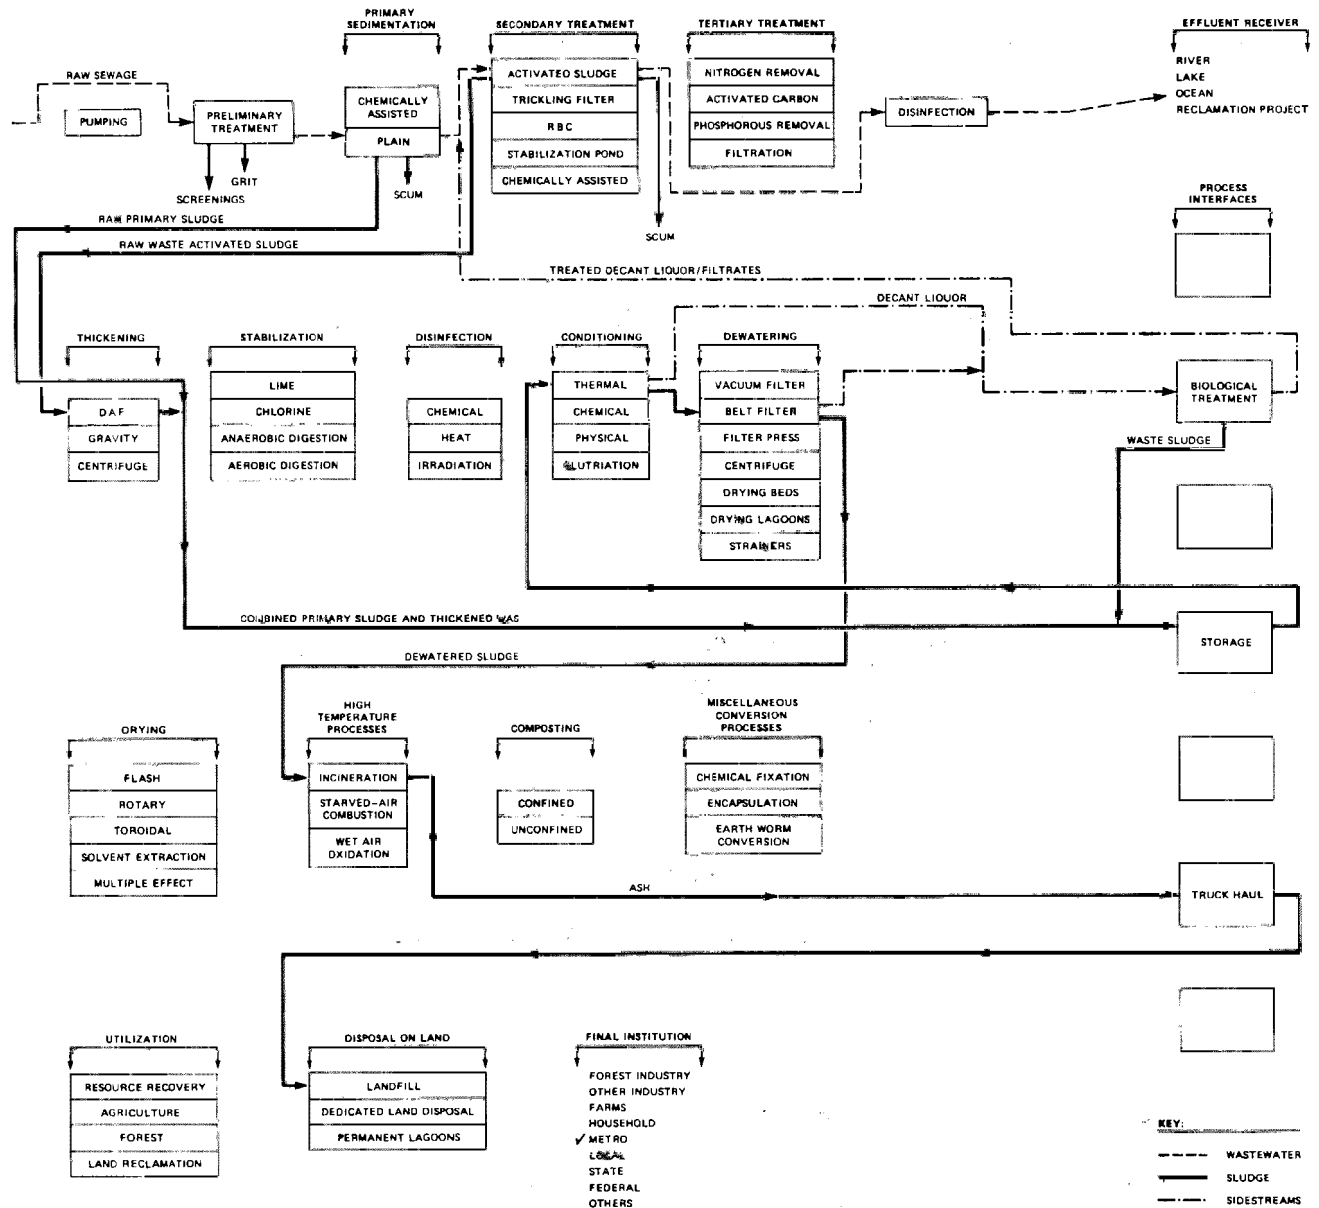 PRIMARY
SEDIMENTATION
SECONDARY TREATMENT
TERTIARY TREATMENT
EFFLUENT RECEIVER
RAW SEWAGE
PUMPING
PRELIMINARY
TREATMENT
CHEMICALLY
ASSISTED
PLAIN
ACTIVATED SLUDGE
TRICKLING FILTER
RBC
STABILIZATION POND
CHEMICALLY ASSISTED
NITROGEN REMOVAL
ACTIVATED CARBON
PHOSPHOROUS REMOVAL
FILTRATION
DISINFECTION
RIVER
LAKE
OCEAN
RECLAMATION PROJECT
SCREENINGS
GRIT
SCUM
SCUM
PROCESS
INTERFACES
RAW PRIMARY SLUDGE
RAW WASTE ACTIVATED SLUDGE
TREATED DECANT LIQUOR/FILTRATES
DECANT LIQUOR
THICKENING
STABILIZATION
DISINFECTION
CONDITIONING
DEWATERING
DAF
GRAVITY
CENTRIFUGE
LIME
CHLORINE
ANAEROBIC DIGESTION
AEROBIC DIGESTION
CHEMICAL
HEAT
IRRADIATION
THERMAL
CHEMICAL
PHYSICAL
ELUTRIATION
VACUUM FILTER
BELT FILTER
FILTER PRESS
CENTRIFUGE
DRYING BEDS
DRYING LAGOONS
STRAINERS
BIOLOGICAL
TREATMENT
WASTE SLUDGE
COMBINED PRIMARY SLUDGE AND THICKENED WAS
STORAGE
DEWATERED SLUDGE
DRYING
HIGH
TEMPERATURE
PROCESSES
COMPOSTING
MISCELLANEOUS
CONVERSION
PROCESSES
FLASH
ROTARY
TOROIDAL
SOLVENT EXTRACTION
MULTIPLE EFFECT
INCINERATION
STARVED-AIR
COMBUSTION
WET AIR
OXIDATION
CONFINED
UNCONFINED
CHEMICAL FIXATION
ENCAPSULATION
EARTH WORM
CONVERSION
ASH
TRUCK HAUL
UTILIZATION
DISPOSAL ON LAND
FINAL INSTITUTION
RESOURCE RECOVERY
AGRICULTURE
FOREST
LAND RECLAMATION
LANDFILL
DEDICATED LAND DISPOSAL
PERMANENT LAGOONS
FOREST INDUSTRY
OTHER INDUSTRY
FARMS
HOUSEHOLD
✓ METRO
LOCAL
STATE
FEDERAL
OTHERS
KEY:
WASTEWATER
SLUDGE
SIDESTREAMS